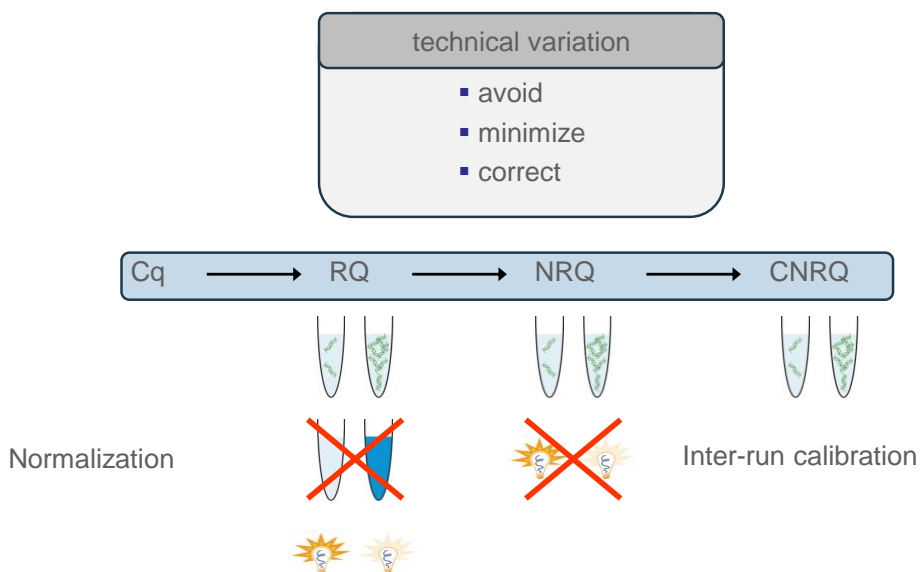 technical variation
▪ avoid
▪ minimize
▪ correct
Cq → RQ → NRQ → CNRQ
Normalization
Inter-run calibration